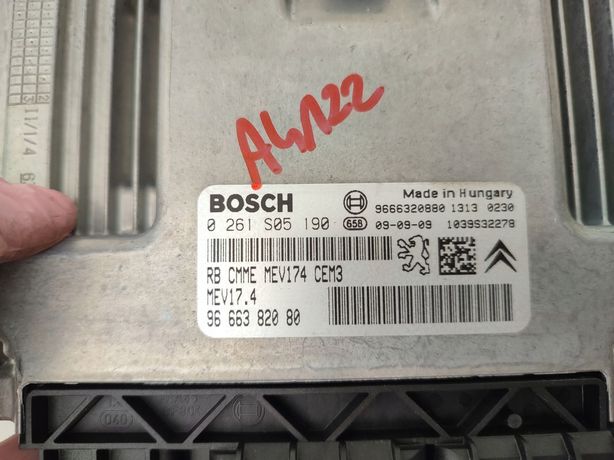 A4122
BOSCH
Made in Hungary
9666320880 1313 0230
0 261 S05 190
658
09-09-09 1039S32278
RB CMME MEV174 CEM3
MEV17.4
96 663 820 80